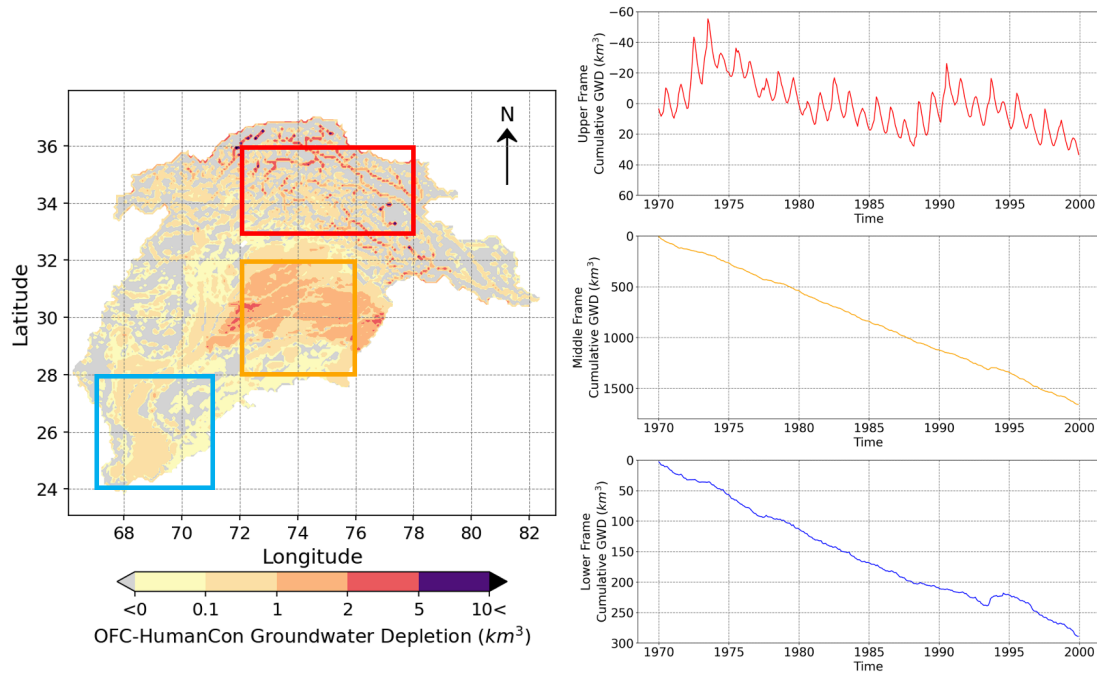 N
36
34
32
30
28
26
24
Latitude
68 70 72 74 76 78 80 82
Longitude
<0 0.1 1 2 5 10<
OFC-HumanCon Groundwater Depletion (km³)
−60
−40
−20
0
20
40
60
Upper Frame
Cumulative GWD (km³)
1970 1975 1980 1985 1990 1995 2000
Time
0
500
1000
1500
Middle Frame
Cumulative GWD (km³)
1970 1975 1980 1985 1990 1995 2000
Time
0
50
100
150
200
250
300
Lower Frame
Cumulative GWD (km³)
1970 1975 1980 1985 1990 1995 2000
Time